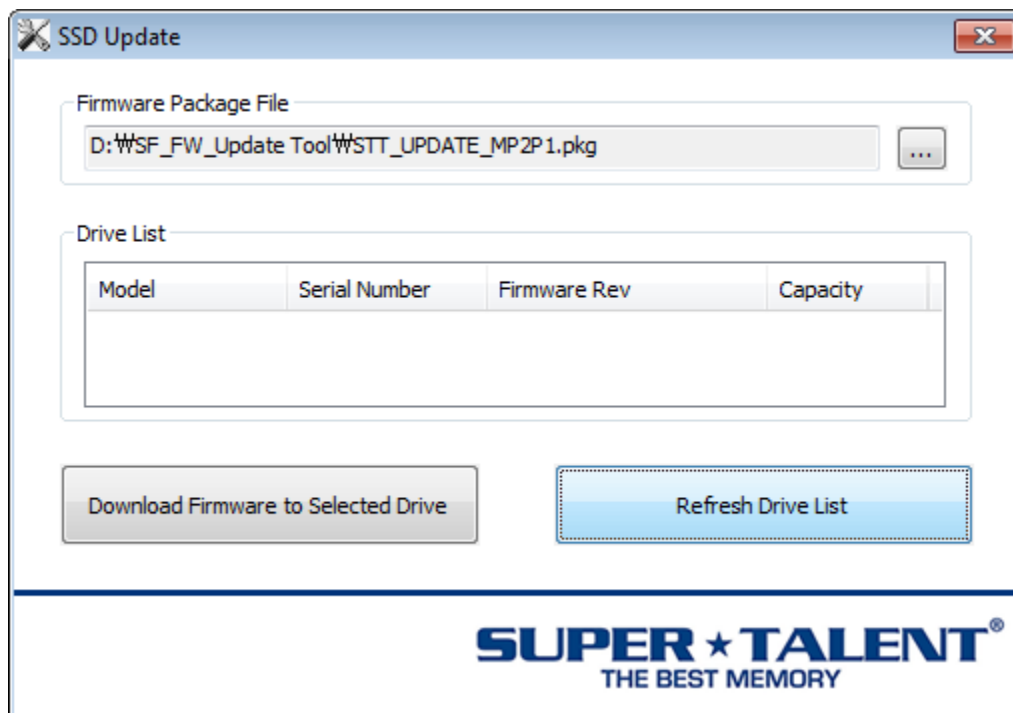 SSD Update
Firmware Package File
D:₩SF_FW_Update Tool₩STT_UPDATE_MP2P1.pkg
...
Drive List
Model Serial Number Firmware Rev Capacity
Download Firmware to Selected Drive Refresh Drive List
SUPER★TALENT®
THE BEST MEMORY